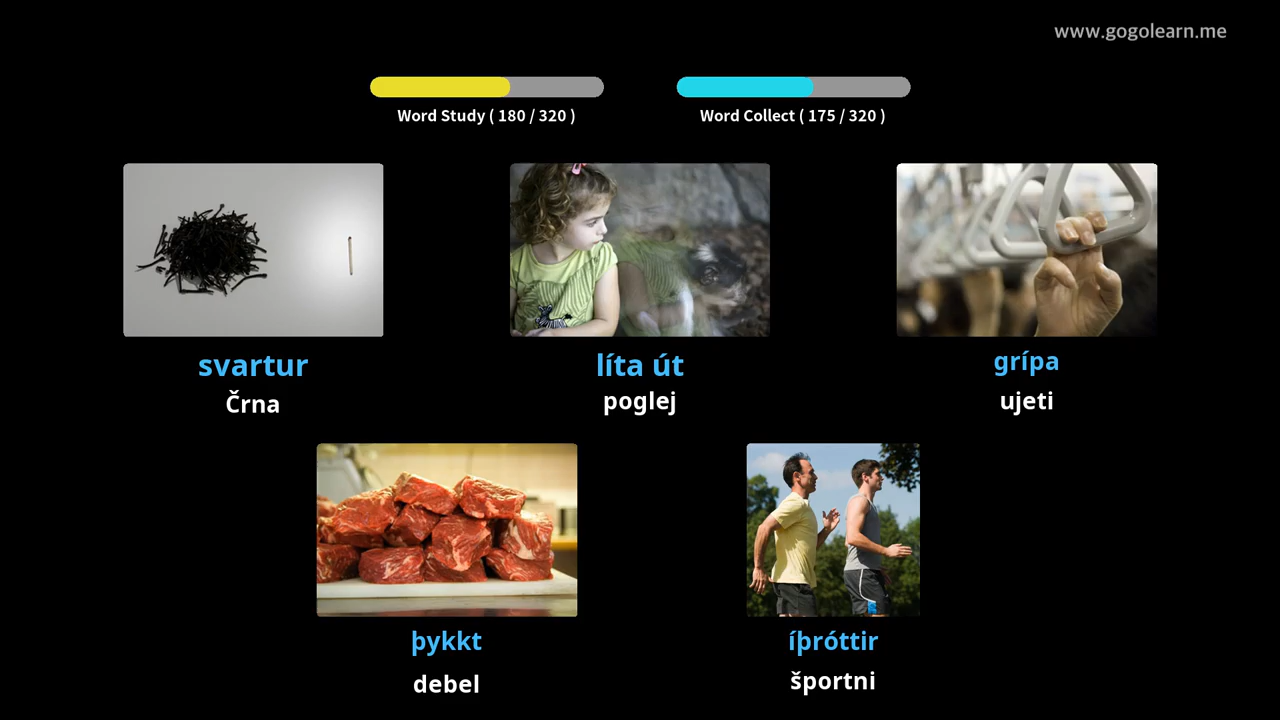 www.gogolearn.me
Word Study ( 180 / 320 )
Word Collect ( 175 / 320 )
svartur
Črna
líta út
poglej
grípa
ujeti
þykkt
debel
íþróttir
športni